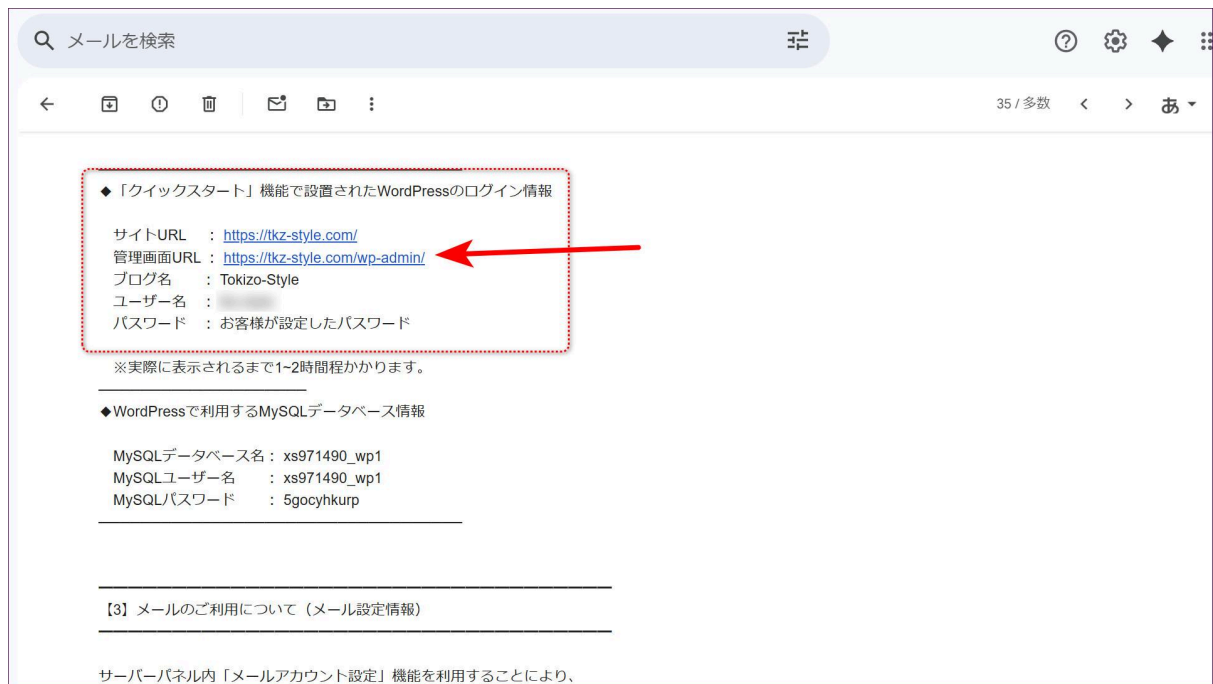 メールを検索
35 / 多数
あ
◆「クイックスタート」機能で設置されたWordPressのログイン情報
サイトURL ： https://tkz-style.com/
管理画面URL： https://tkz-style.com/wp-admin/
ブログ名 ： Tokizo-Style
ユーザー名 ：
パスワード ： お客様が設定したパスワード
※実際に表示されるまで1~2時間程かかります。
◆WordPressで利用するMySQLデータベース情報
MySQLデータベース名： xs971490_wp1
MySQLユーザー名 ： xs971490_wp1
MySQLパスワード ： 5gocyhkurp
【3】メールのご利用について（メール設定情報）
サーバーパネル内「メールアカウント設定」機能を利用することにより、